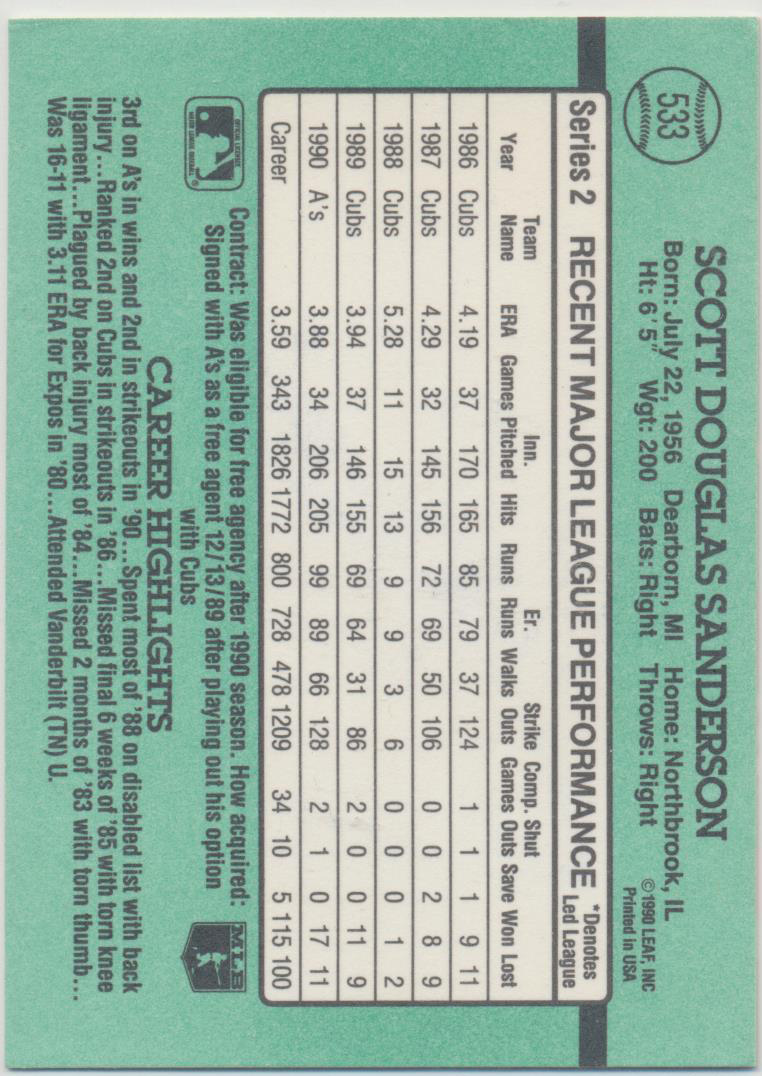 533
SCOTT DOUGLAS SANDERSON
Born: July 22, 1956 Dearborn, MI Home: Northbrook, IL
Ht: 6' 5" Wgt: 200 Bats: Right Throws: Right
©1990 LEAF, INC
Printed in USA
Series 2 RECENT MAJOR LEAGUE PERFORMANCE *Denotes Led League
Year Team Name ERA Games Inn. Pitched Hits Runs Er. Runs Walks Strike Outs Comp. Games Shut Outs Save Won Lost
1986 Cubs 4.19 37 170 165 85 79 37 124 1 1 1 9 11
1987 Cubs 4.29 32 145 156 72 69 50 106 0 0 2 8 9
1988 Cubs 5.28 11 15 13 9 9 3 6 0 0 0 1 2
1989 Cubs 3.94 37 146 155 69 64 31 86 2 0 0 11 9
1990 A's 3.88 34 206 205 99 89 66 128 2 1 0 17 11
Career 3.59 343 1826 1772 800 728 478 1209 34 10 5 115 100
OFFICIAL LICENSEE
MAJOR LEAGUE BASEBALL
Contract: Was eligible for free agency after 1990 season. How acquired:
Signed with A's as a free agent 12/13/89 after playing out his option
with Cubs
MLB
CAREER HIGHLIGHTS
3rd on A's in wins and 2nd in strikeouts in '90...Spent most of '88 on disabled list with back
injury...Ranked 2nd on Cubs in strikeouts in '86...Missed final 6 weeks of '85 with torn knee
ligament...Plagued by back injury most of '84...Missed 2 months of '83 with torn thumb...
Was 16-11 with 3.11 ERA for Expos in '80...Attended Vanderbilt (TN) U.